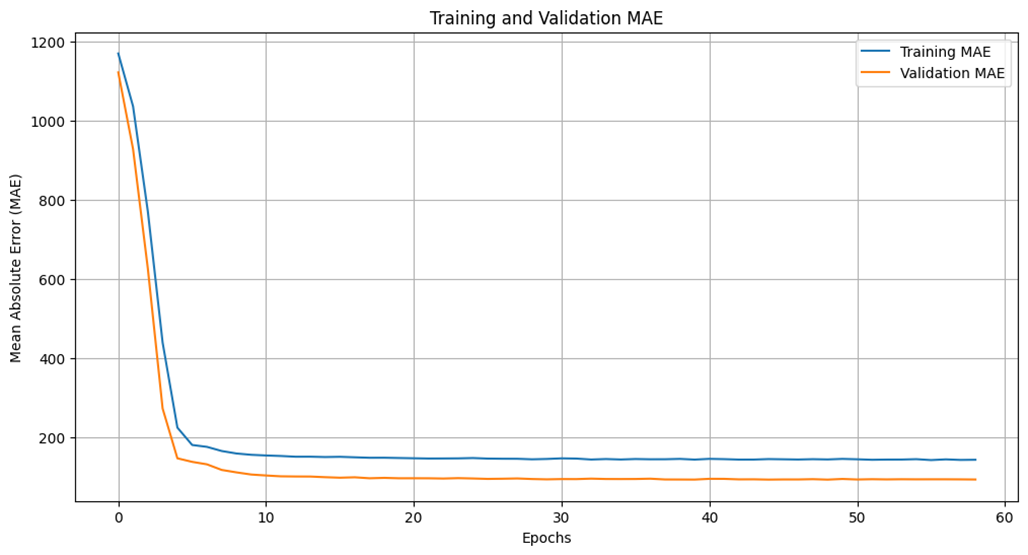 Training and Validation MAE
Training MAE
Validation MAE
Mean Absolute Error (MAE)
1200
1000
800
600
400
200
0 10 20 30 40 50 60
Epochs